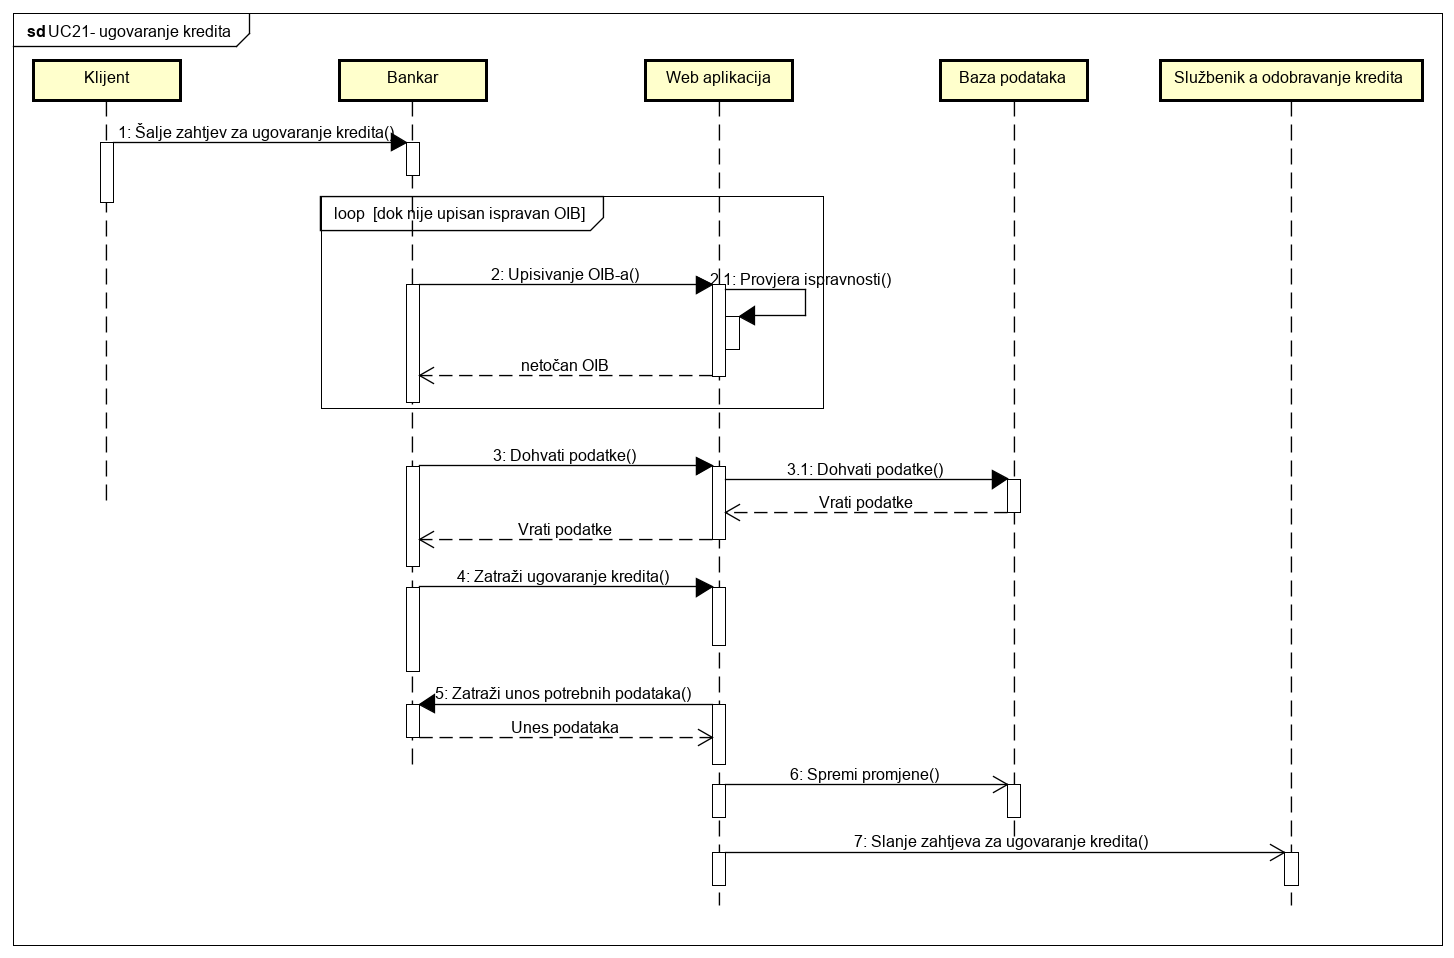 sd UC21- ugovaranje kredita
Klijent
Bankar
Web aplikacija
Baza podataka
Službenik a odobravanje kredita
1: Šalje zahtjev za ugovaranje kredita()
loop [dok nije upisan ispravan OIB]
2: Upisivanje OIB-a()
2.1: Provjera ispravnosti()
netočan OIB
3: Dohvati podatke()
3.1: Dohvati podatke()
Vrati podatke
Vrati podatke
4: Zatraži ugovaranje kredita()
5: Zatraži unos potrebnih podataka()
Unes podataka
6: Spremi promjene()
7: Slanje zahtjeva za ugovaranje kredita()